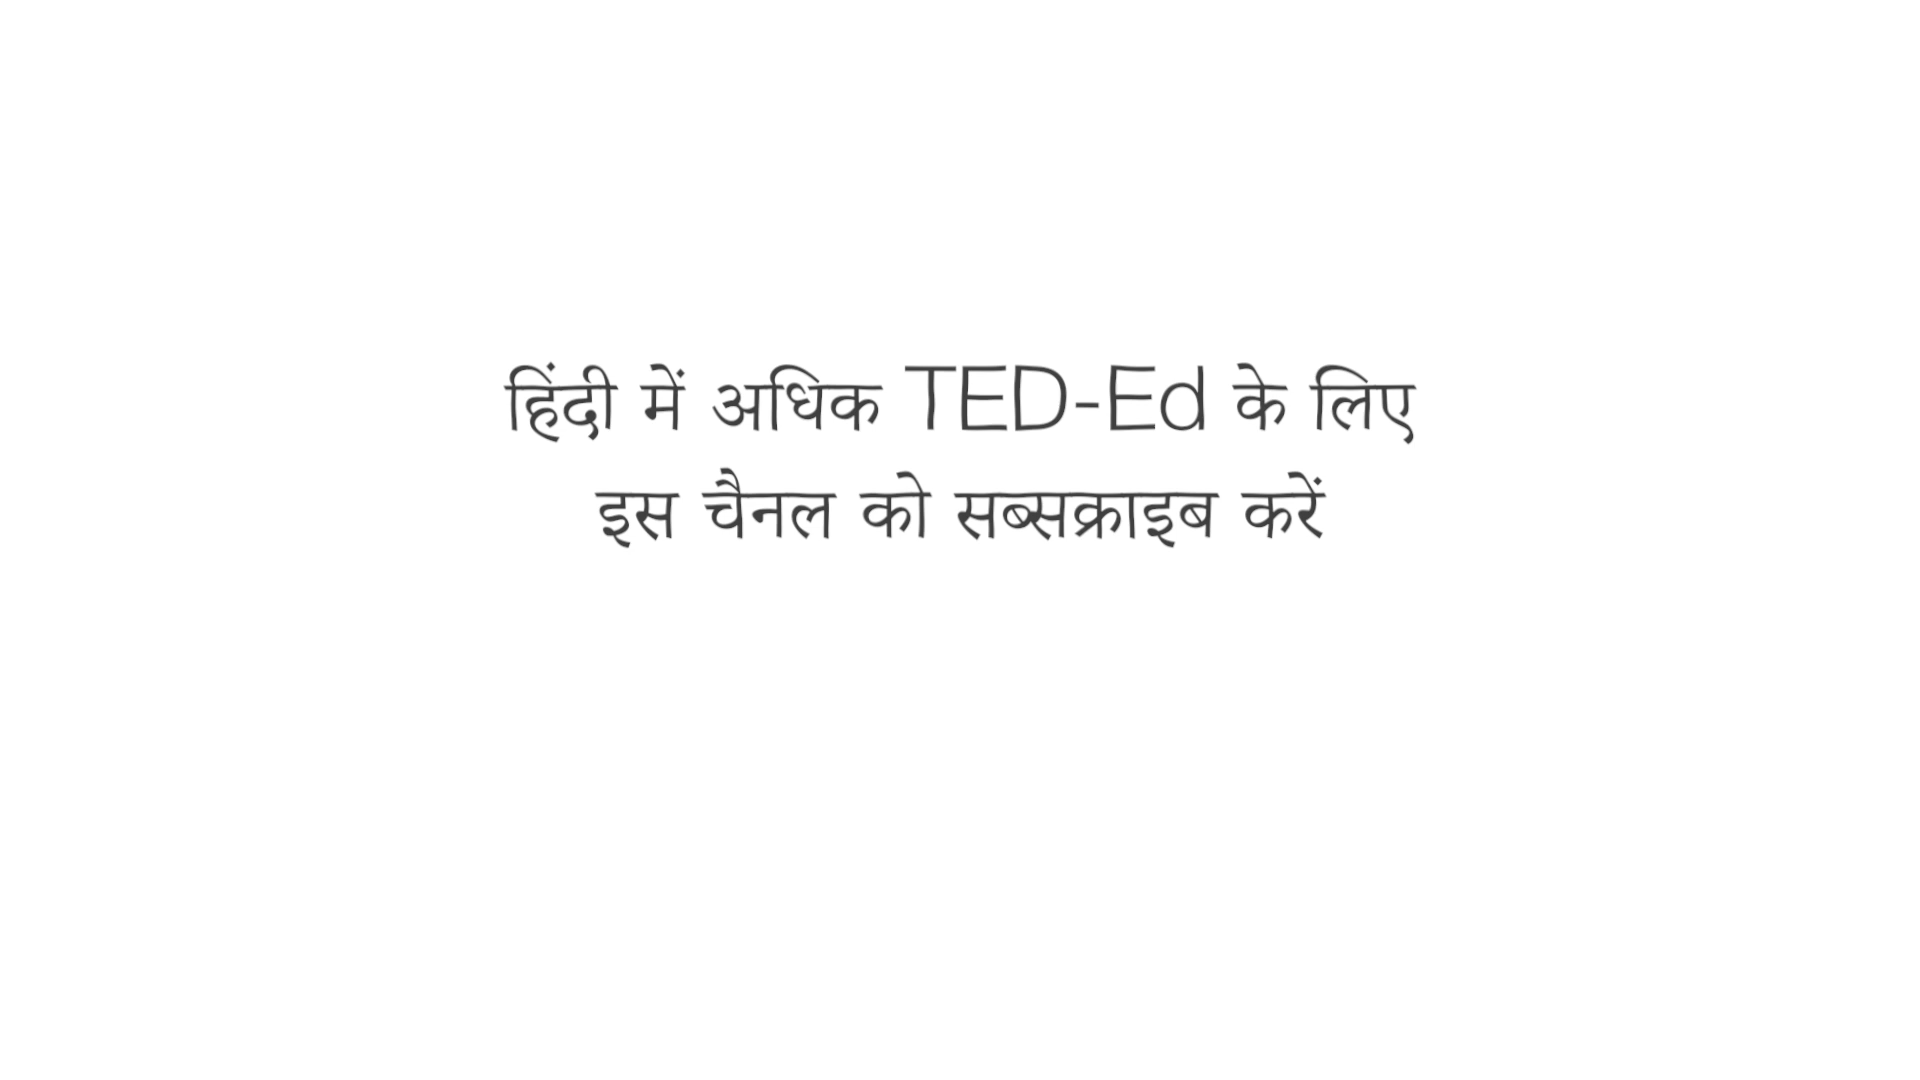 हिंदी में अधिक TED-Ed के लिए
इस चैनल को सब्सक्राइब करें